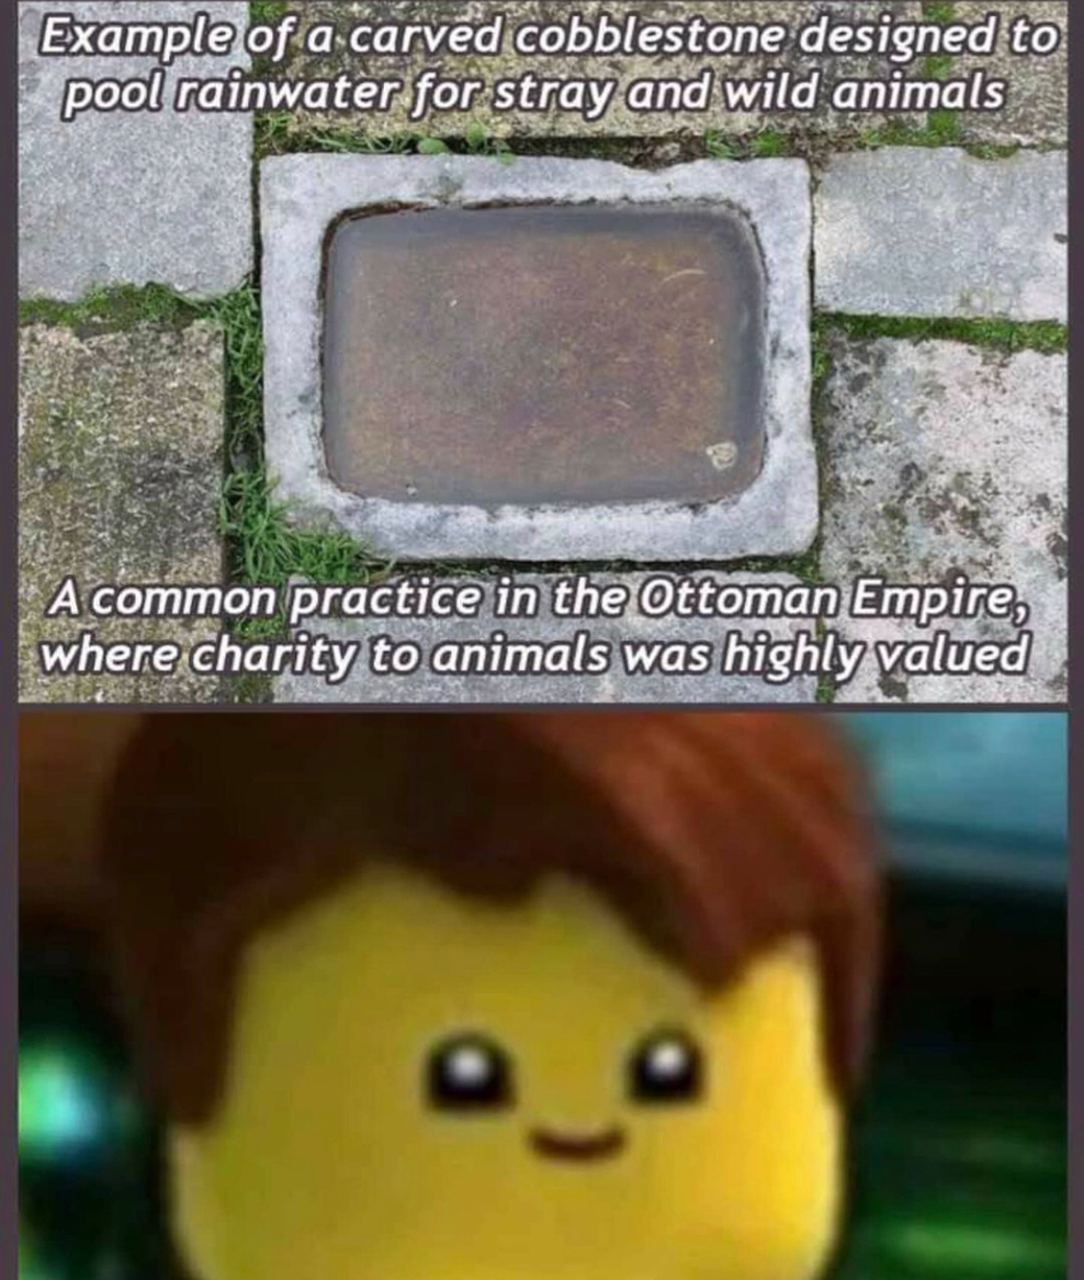 Example of a carved cobblestone designed to
pool rainwater for stray and wild animals
A common practice in the Ottoman Empire,
where charity to animals was highly valued